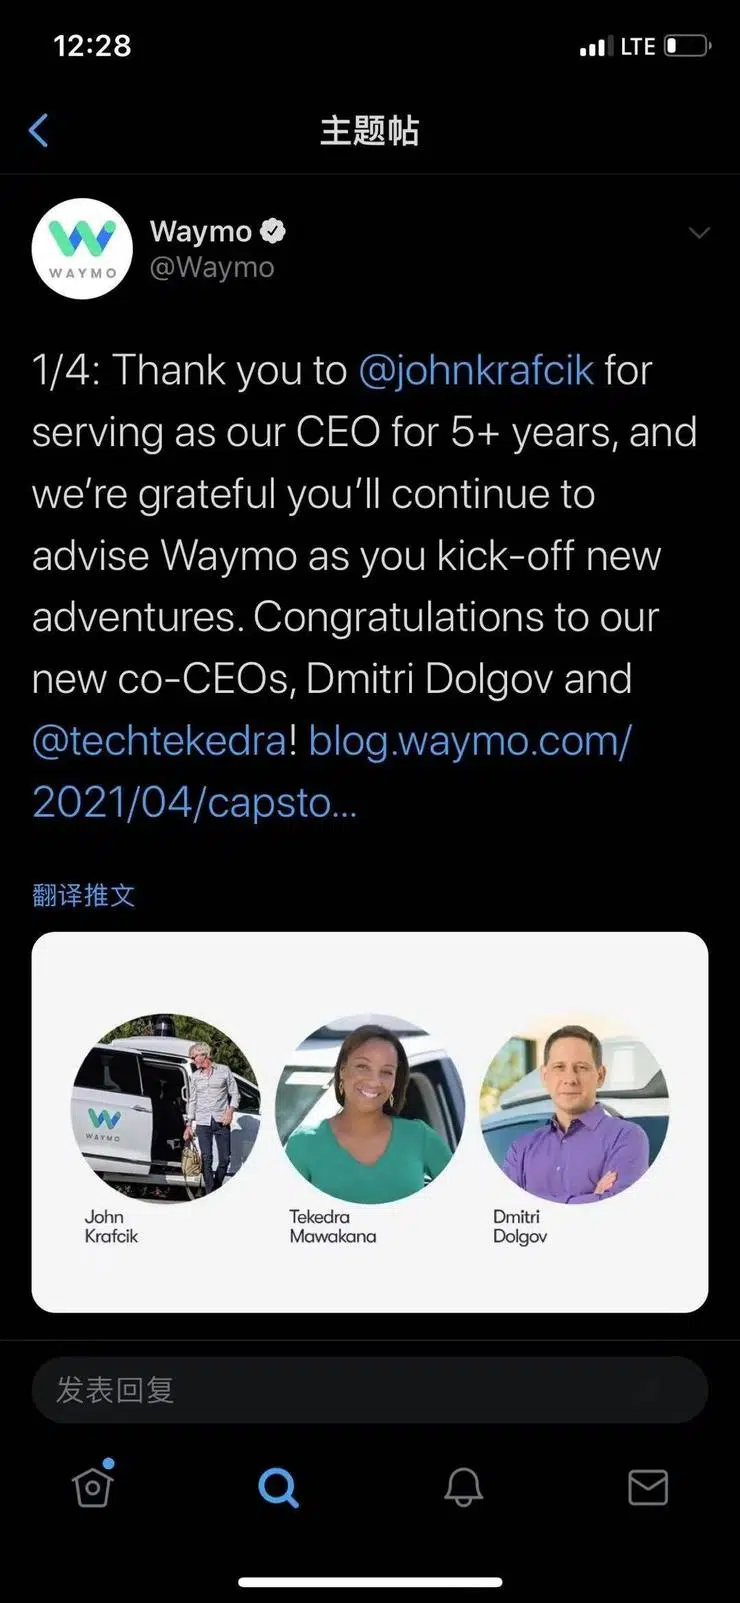 12:28
LTE
主题帖
Waymo
WAYMO
@Waymo
1/4: Thank you to @johnkrafcik for
serving as our CEO for 5+ years, and
we’re grateful you’ll continue to
advise Waymo as you kick-off new
adventures. Congratulations to our
new co-CEOs, Dmitri Dolgov and
@techtekedra! blog.waymo.com/
2021/04/capsto...
翻译推文
WAYMO
John
Krafcik
Tekedra
Mawakana
Dmitri
Dolgov
发表回复